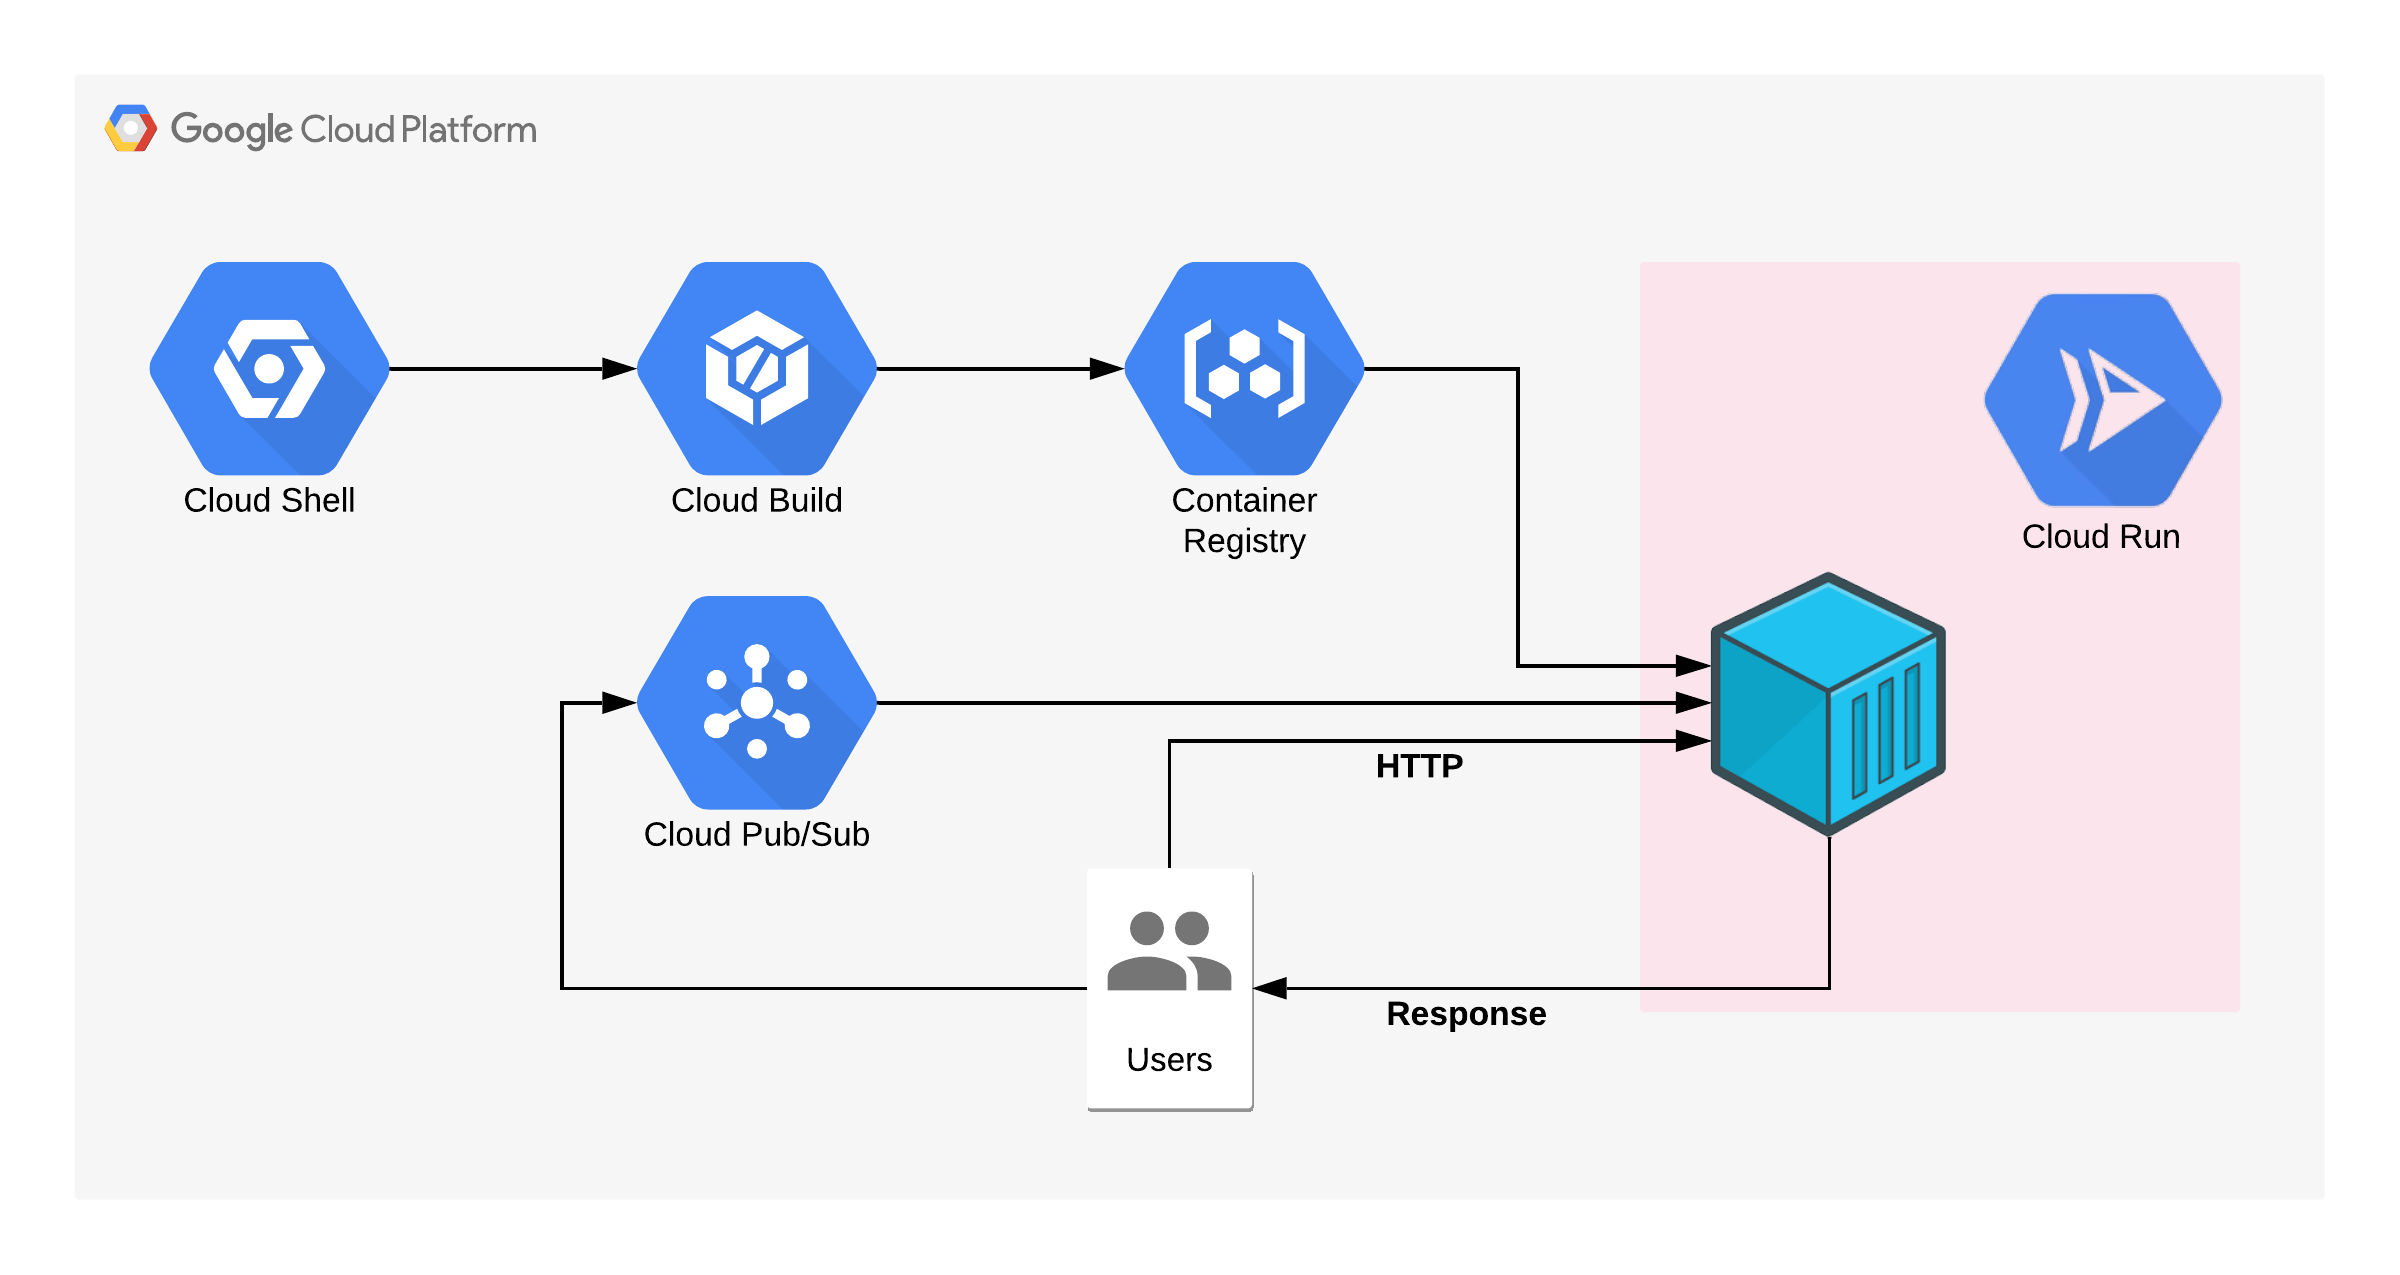 Google Cloud Platform
Cloud Shell
Cloud Build
Container
Registry
Cloud Run
Cloud Pub/Sub
HTTP
Response
Users